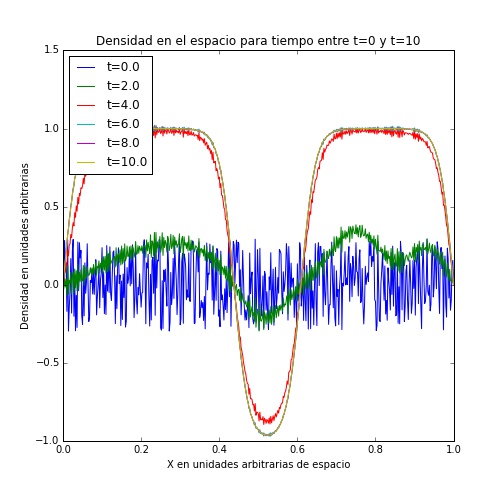 Densidad en el espacio para tiempo entre t=0 y t=10
Densidad en unidades arbitrarias
1.5
1.0
0.5
0.0
−0.5
−1.0
t=0.0
t=2.0
t=4.0
t=6.0
t=8.0
t=10.0
0.0 0.2 0.4 0.6 0.8 1.0
X en unidades arbitrarias de espacio